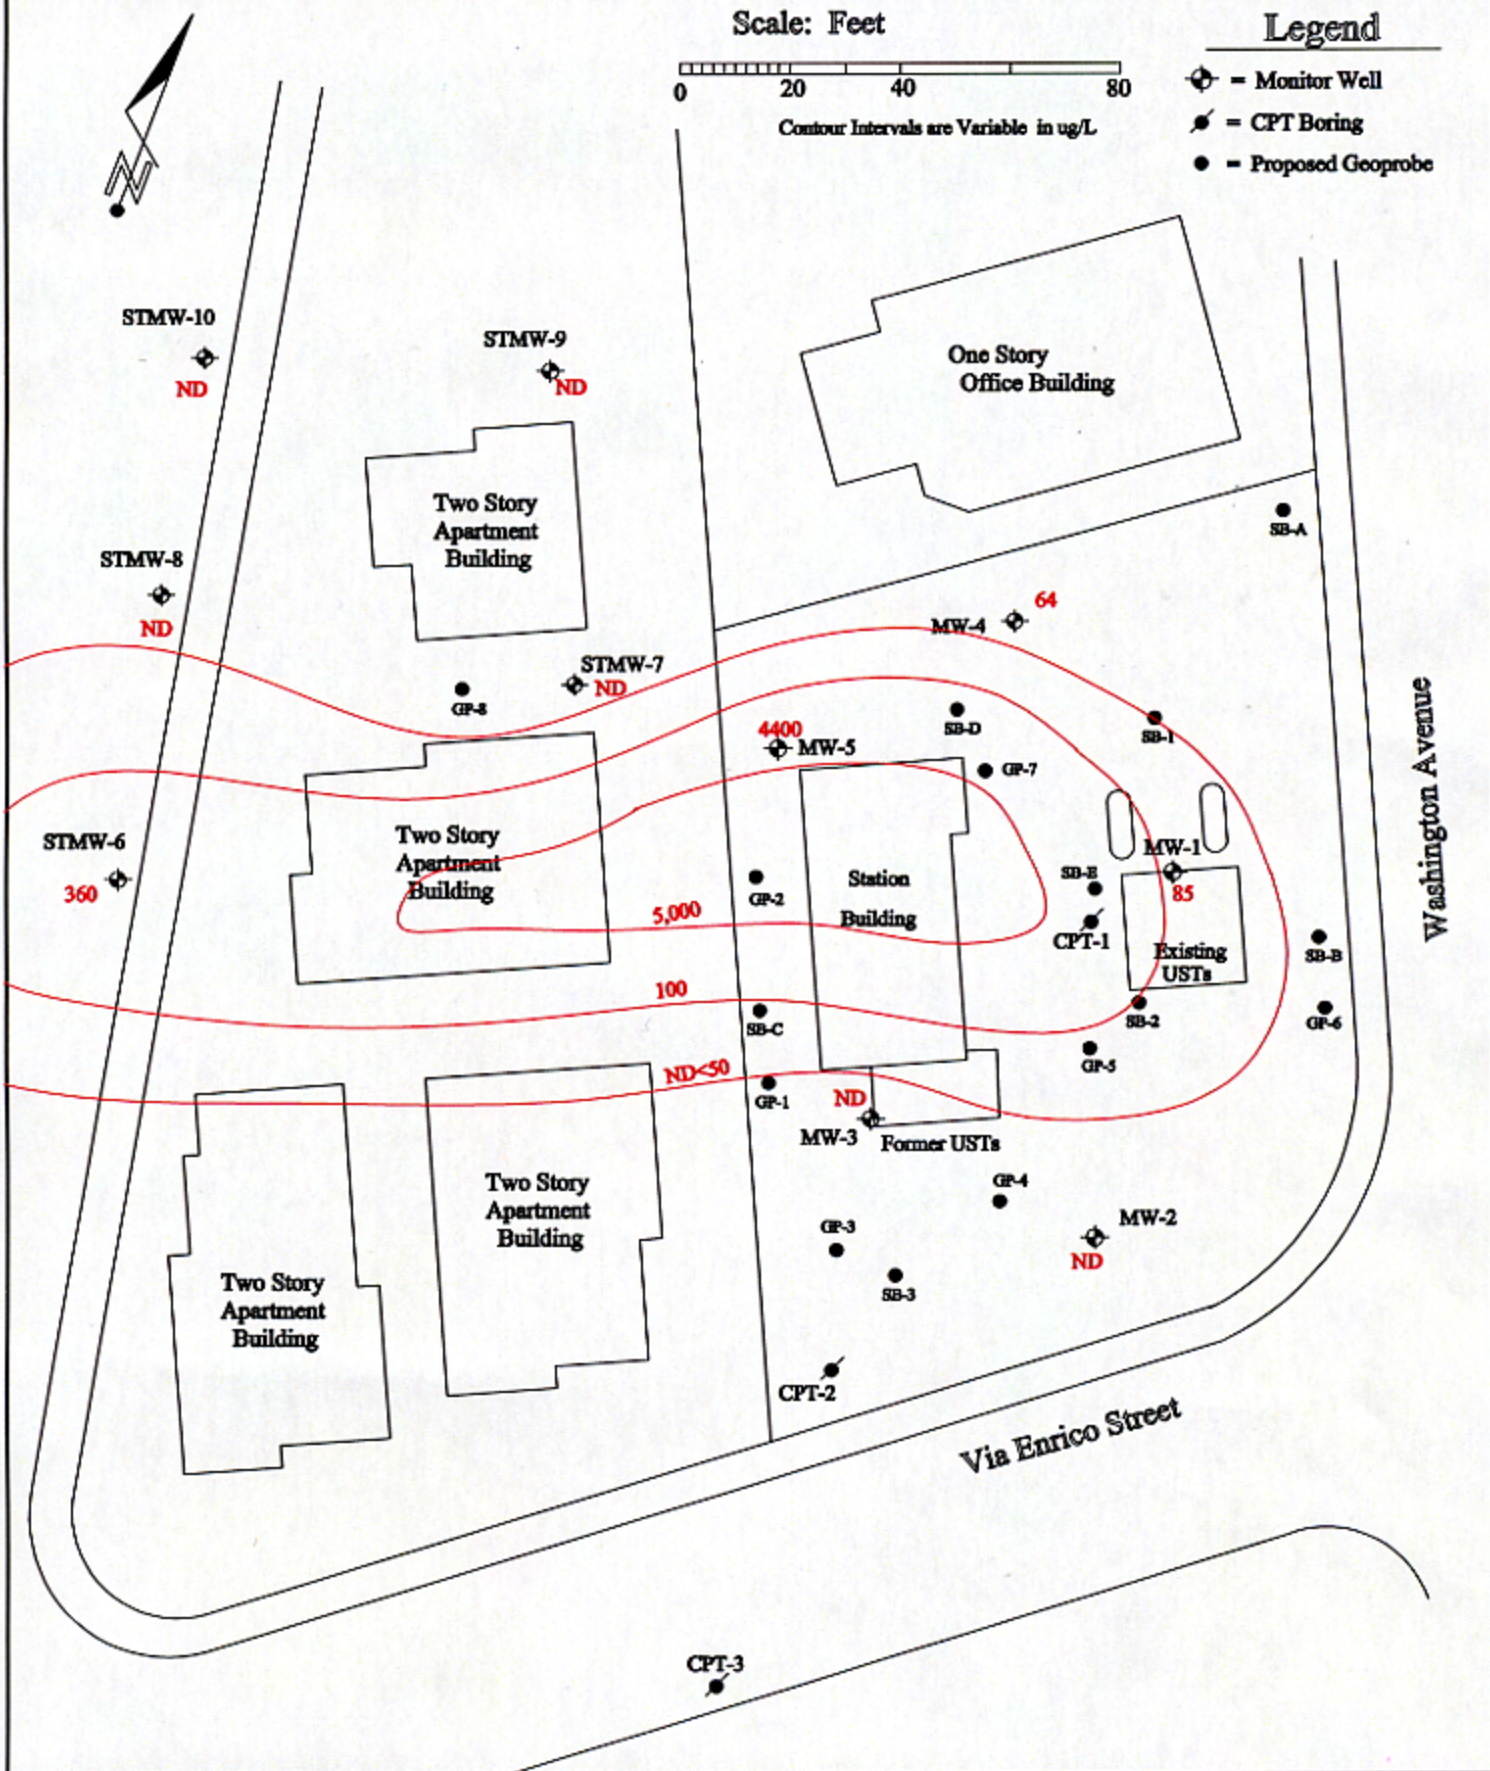 Scale: Feet
0 20 40 80
Contour Intervals are Variable in ug/L
Legend
= Monitor Well
= CPT Boring
= Proposed Geoprobe
N
STMW-10
ND
STMW-9
ND
One Story
Office Building
Two Story
Apartment
Building
SB-A
STMW-8
ND
64
MW-4
STMW-7
ND
GP-8
4400
MW-5
SB-D
SB-1
GP-7
Washington Avenue
STMW-6
360
Two Story
Apartment
Building
GP-2
Station
Building
5,000
MW-1
85
SB-E
CPT-1
Existing
USTs
SB-B
100
SB-C
SB-2
GP-6
GP-5
ND<50
GP-1
ND
MW-3
Former USTs
GP-4
Two Story
Apartment
Building
GP-3
MW-2
ND
SB-3
Two Story
Apartment
Building
CPT-2
Via Enrico Street
CPT-3